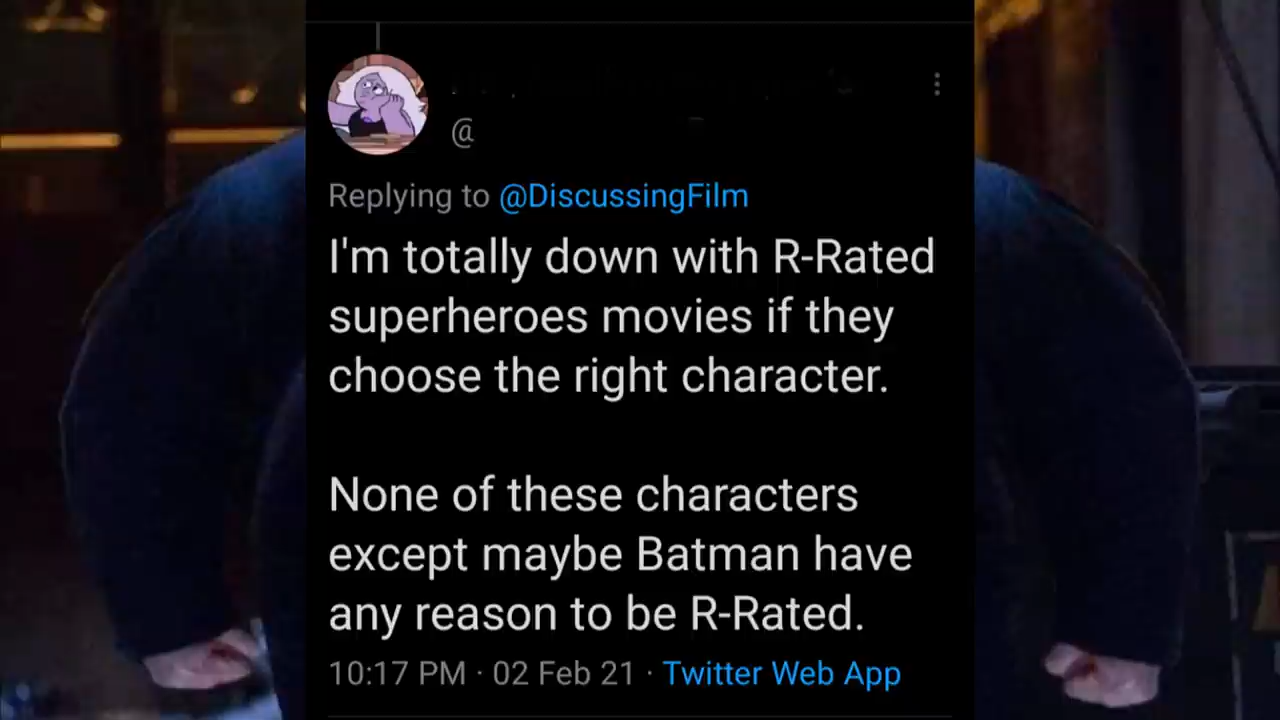 @
Replying to @DiscussingFilm
I'm totally down with R-Rated
superheroes movies if they
choose the right character.
None of these characters
except maybe Batman have
any reason to be R-Rated.
10:17 PM · 02 Feb 21 · Twitter Web App